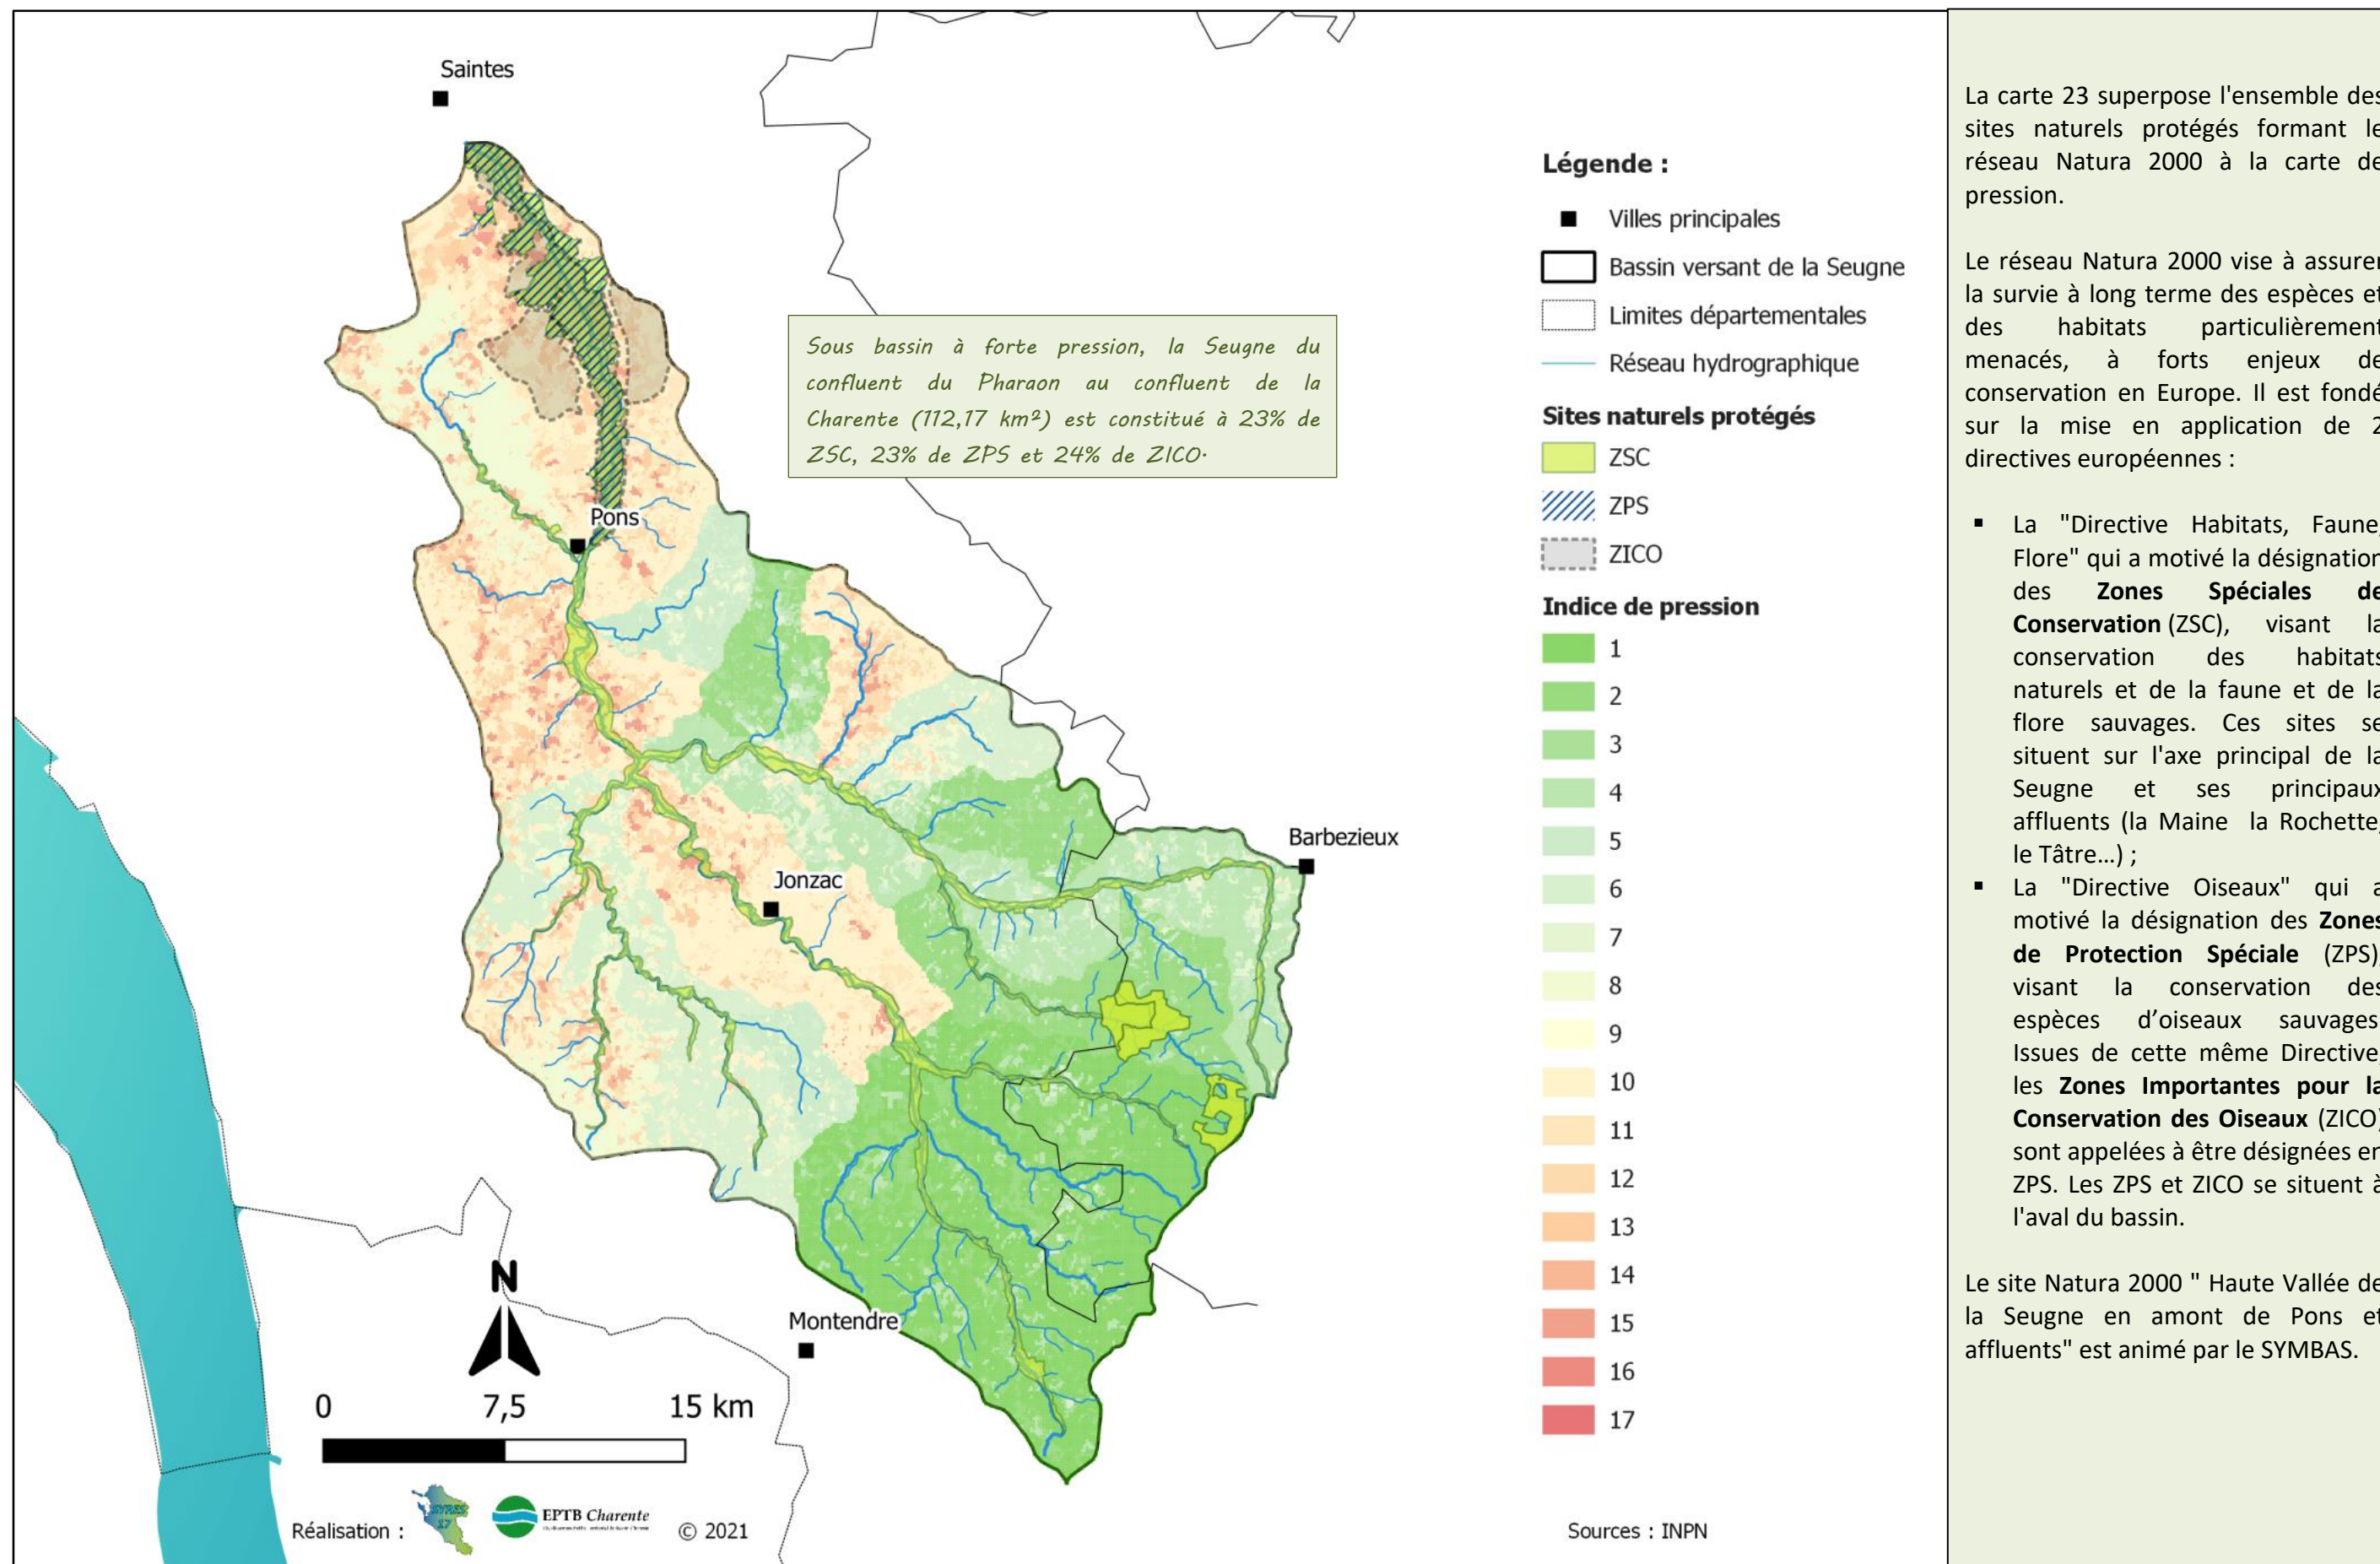 Saintes
Pons
Jonzac
Barbezieux
Montendre
Sous bassin à forte pression, la Seugne du
confluent du Pharaon au confluent de la
Charente (112,17 km²) est constitué à 23% de
ZSC, 23% de ZPS et 24% de ZICO.
N
0 7,5 15 km
Réalisation :
EPTB Charente
© 2021
Légende :
Villes principales
Bassin versant de la Seugne
Limites départementales
Réseau hydrographique
Sites naturels protégés
ZSC
ZPS
ZICO
Indice de pression
1
2
3
4
5
6
7
8
9
10
11
12
13
14
15
16
17
Sources : INPN
La carte 23 superpose l'ensemble des
sites naturels protégés formant le
réseau Natura 2000 à la carte de
pression.
Le réseau Natura 2000 vise à assurer
la survie à long terme des espèces et
des habitats particulièrement
menacés, à forts enjeux de
conservation en Europe. Il est fondé
sur la mise en application de 2
directives européennes :
▪ La "Directive Habitats, Faune,
Flore" qui a motivé la désignation
des Zones Spéciales de
Conservation (ZSC), visant la
conservation des habitats
naturels et de la faune et de la
flore sauvages. Ces sites se
situent sur l'axe principal de la
Seugne et ses principaux
affluents (la Maine la Rochette,
le Tâtre…) ;
▪ La "Directive Oiseaux" qui a
motivé la désignation des Zones
de Protection Spéciale (ZPS),
visant la conservation des
espèces d’oiseaux sauvages
Issues de cette même Directive,
les Zones Importantes pour la
Conservation des Oiseaux (ZICO)
sont appelées à être désignées en
ZPS. Les ZPS et ZICO se situent à
l'aval du bassin.
Le site Natura 2000 " Haute Vallée de
la Seugne en amont de Pons et
affluents" est animé par le SYMBAS.